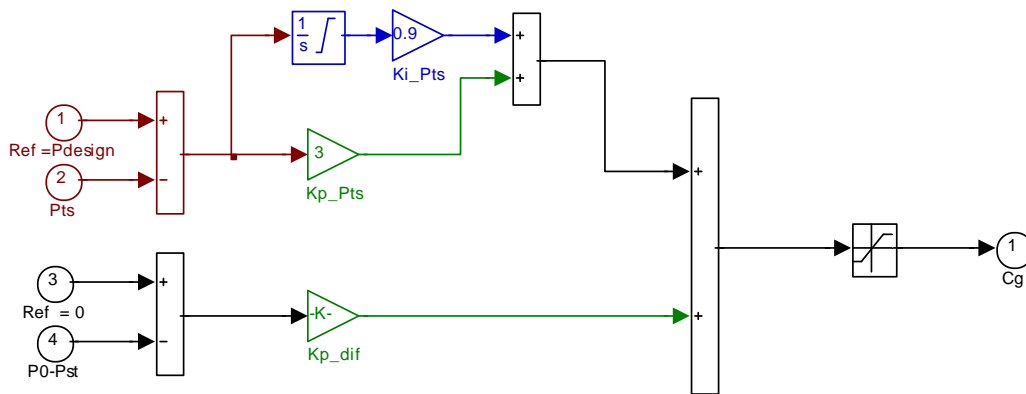 1
s
0.9
Ki_Pts
+
+
1
Ref =Pdesign
2
Pts
+
−
3
Kp_Pts
+
+
3
Ref = 0
4
P0-Pst
+
−
-K-
Kp_dif
1
Cg